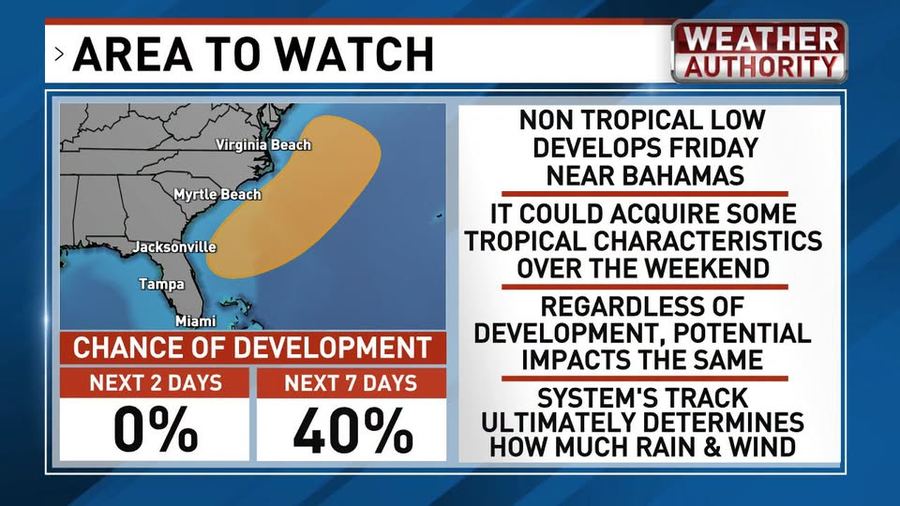 > AREA TO WATCH
WEATHER
AUTHORITY
Virginia Beach
Myrtle Beach
Jacksonville
Tampa
Miami
CHANCE OF DEVELOPMENT
NEXT 2 DAYS
0%
NEXT 7 DAYS
40%
NON TROPICAL LOW
DEVELOPS FRIDAY
NEAR BAHAMAS
IT COULD ACQUIRE SOME
TROPICAL CHARACTERISTICS
OVER THE WEEKEND
REGARDLESS OF
DEVELOPMENT, POTENTIAL
IMPACTS THE SAME
SYSTEM'S TRACK
ULTIMATELY DETERMINES
HOW MUCH RAIN & WIND